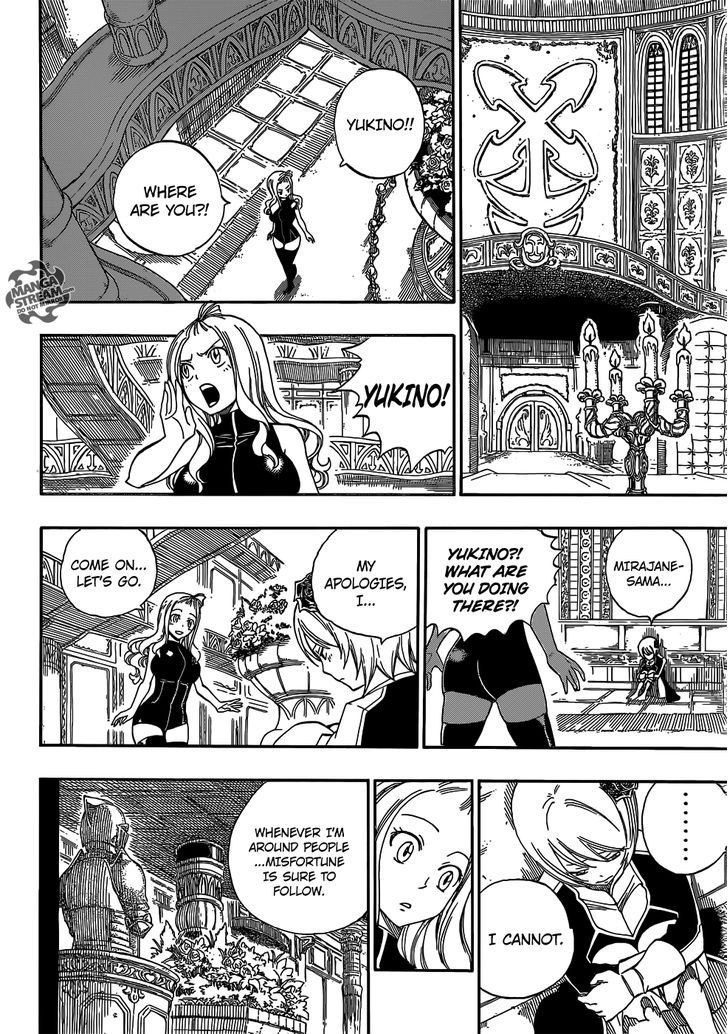 YUKINO!!
WHERE
ARE YOU?!
MANGA
STREAM
YUKINO!
MIRAJANE-
SAMA...
YUKINO?!
WHAT ARE
YOU DOING
THERE?!
MY
APOLOGIES,
I...
COME ON...
LET'S GO.
......
I CANNOT.
WHENEVER I'M
AROUND PEOPLE
...MISFORTUNE
IS SURE TO
FOLLOW.